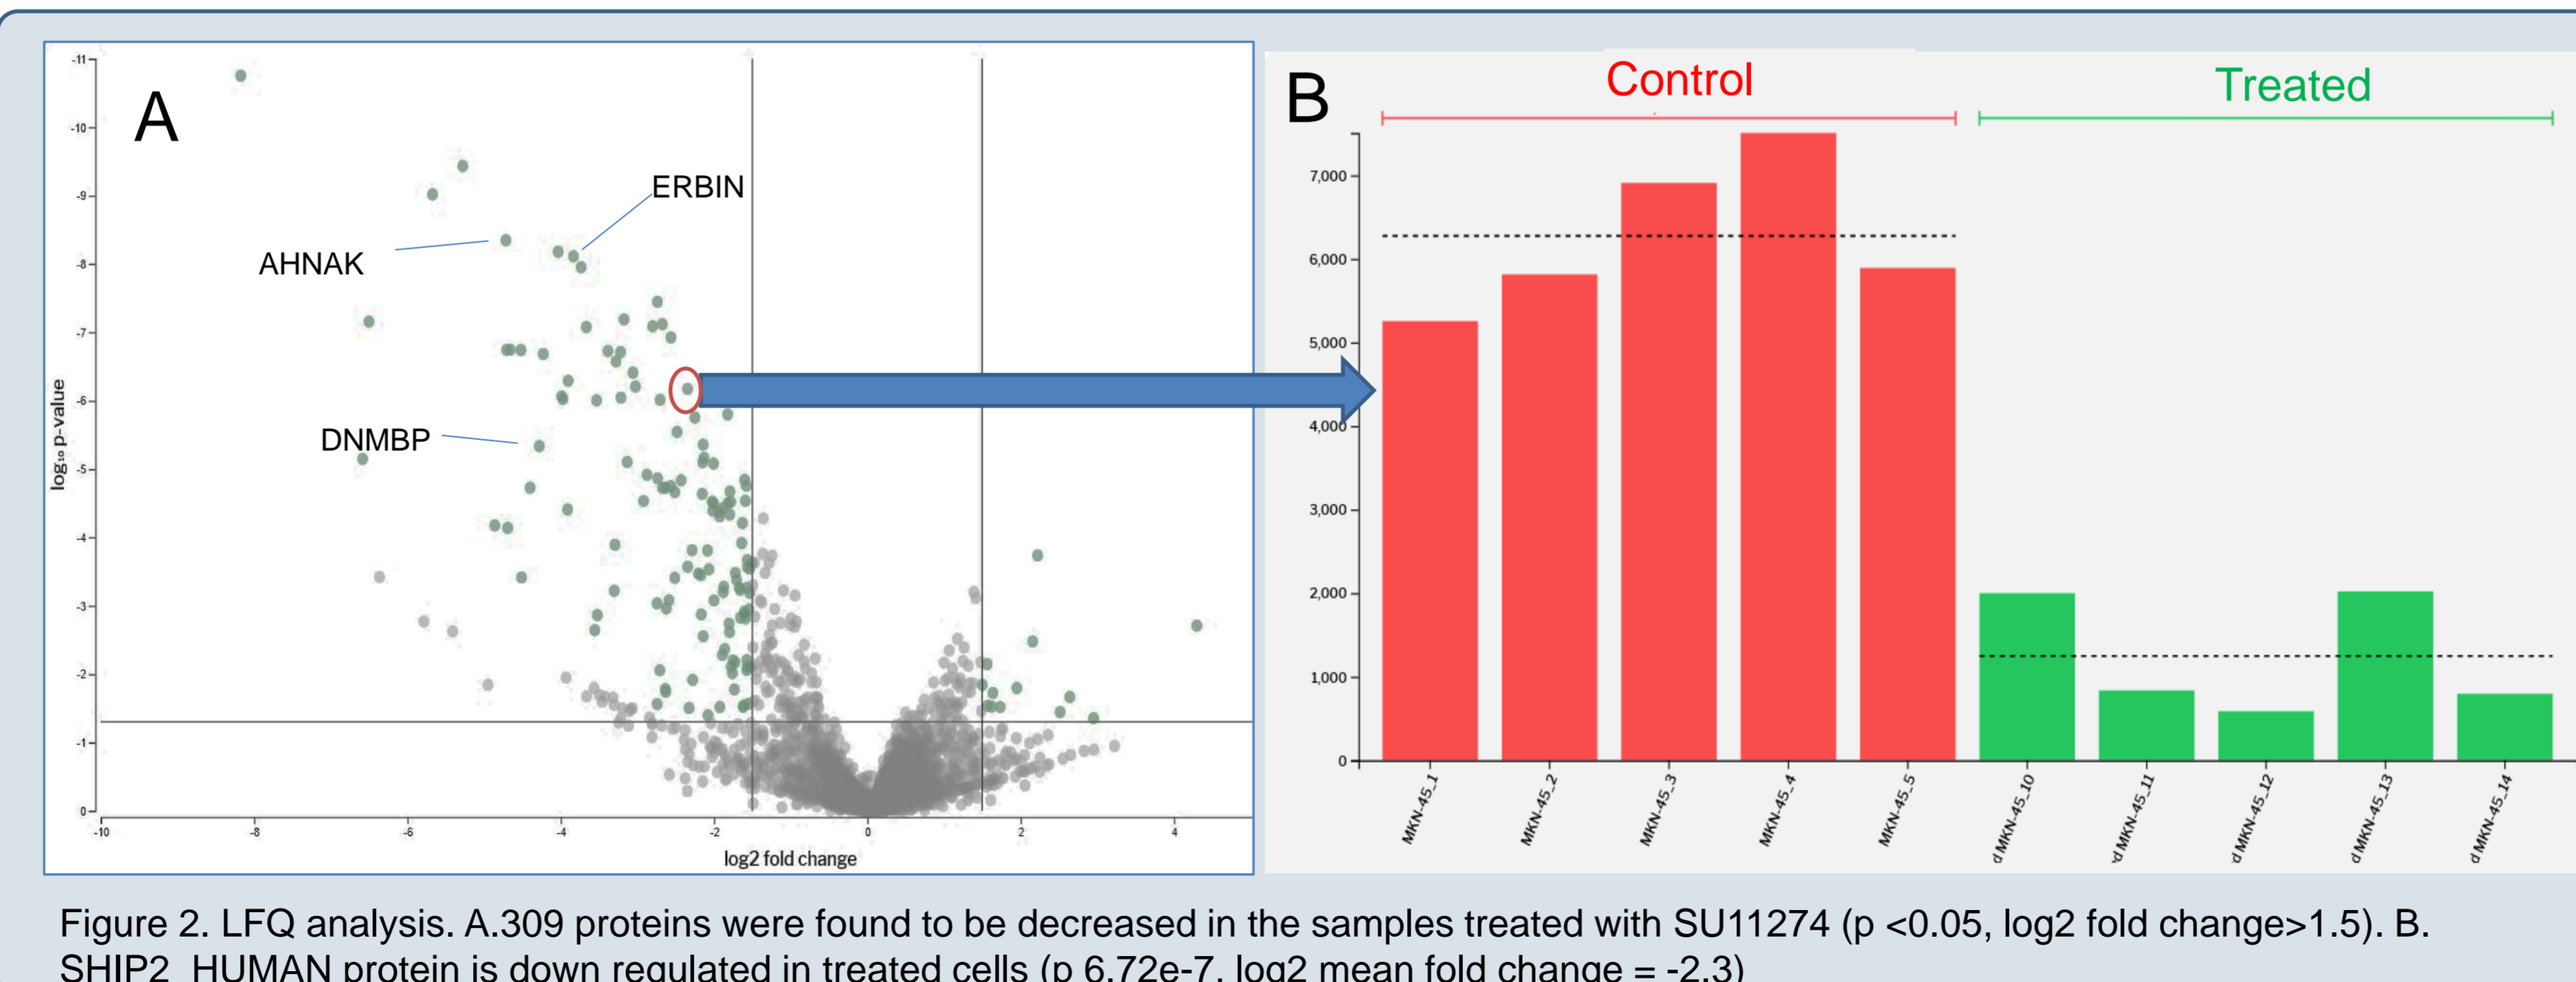 A
-11
-10
-9
-8
-7
-6
-5
-4
-3
-2
-1
0
log₁₀ p-value
ERBIN
AHNAK
DNMBP
-10 -8 -6 -4 -2 0 2 4
log2 fold change
B
Control
Treated
7,000
6,000
5,000
4,000
3,000
2,000
1,000
0
MKN-45_1
MKN-45_2
MKN-45_3
MKN-45_4
MKN-45_5
d MKN-45_10
d MKN-45_11
d MKN-45_12
d MKN-45_13
d MKN-45_14
Figure 2. LFQ analysis. A.309 proteins were found to be decreased in the samples treated with SU11274 (p <0.05, log2 fold change>1.5). B.
SHIP2_HUMAN protein is down regulated in treated cells (p 6.72e-7, log2 mean fold change = -2.3)